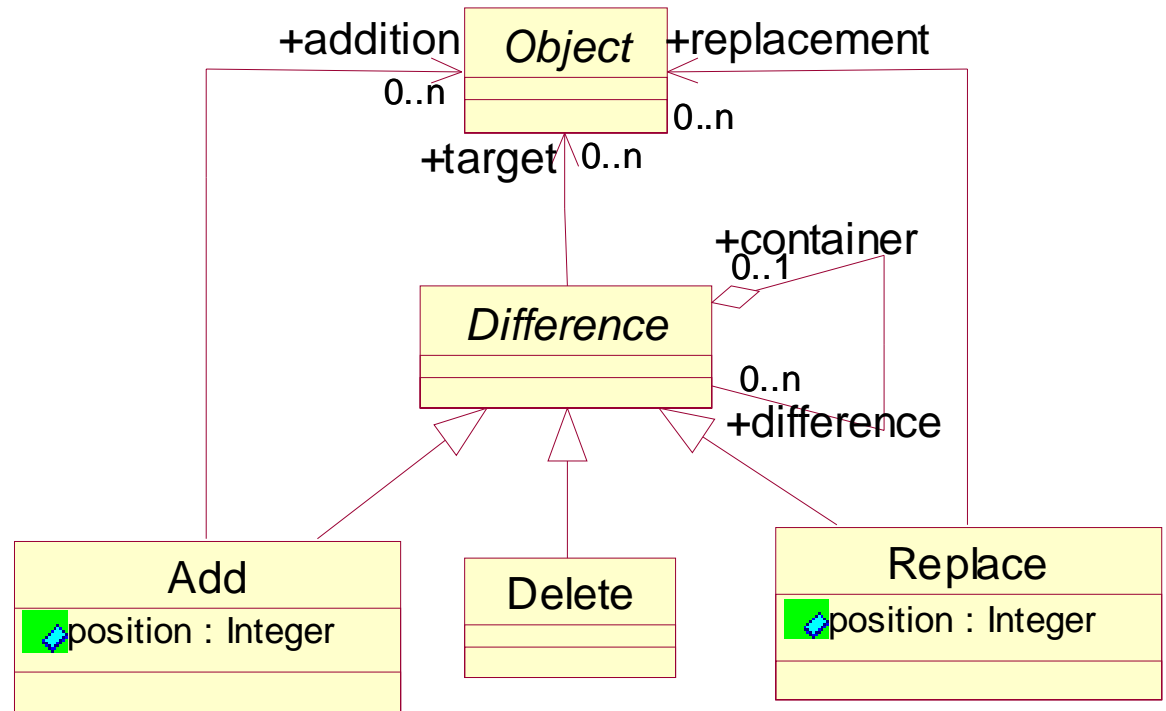 +addition
Object
+replacement
0..n
0..n
+target
0..n
+container
0..1
Difference
0..n
+difference
Add
position : Integer
Delete
Replace
position : Integer